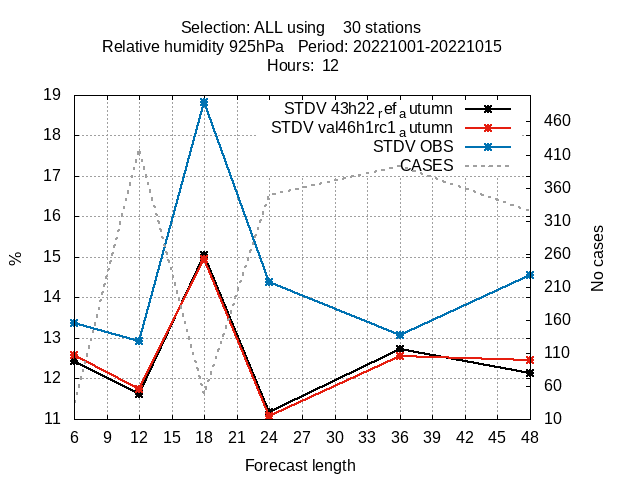 Selection: ALL using    30 stations
Relative humidity 925hPa   Period: 20221001-20221015
Hours: 12
STDV 43h22ref_autumn
STDV val46h1rc1_autumn
STDV OBS
CASES
19
18
17
16
15
14
13
12
11
460
410
360
310
260
210
160
110
60
10
%
No cases
6 9 12 15 18 21 24 27 30 33 36 39 42 45 48
Forecast length